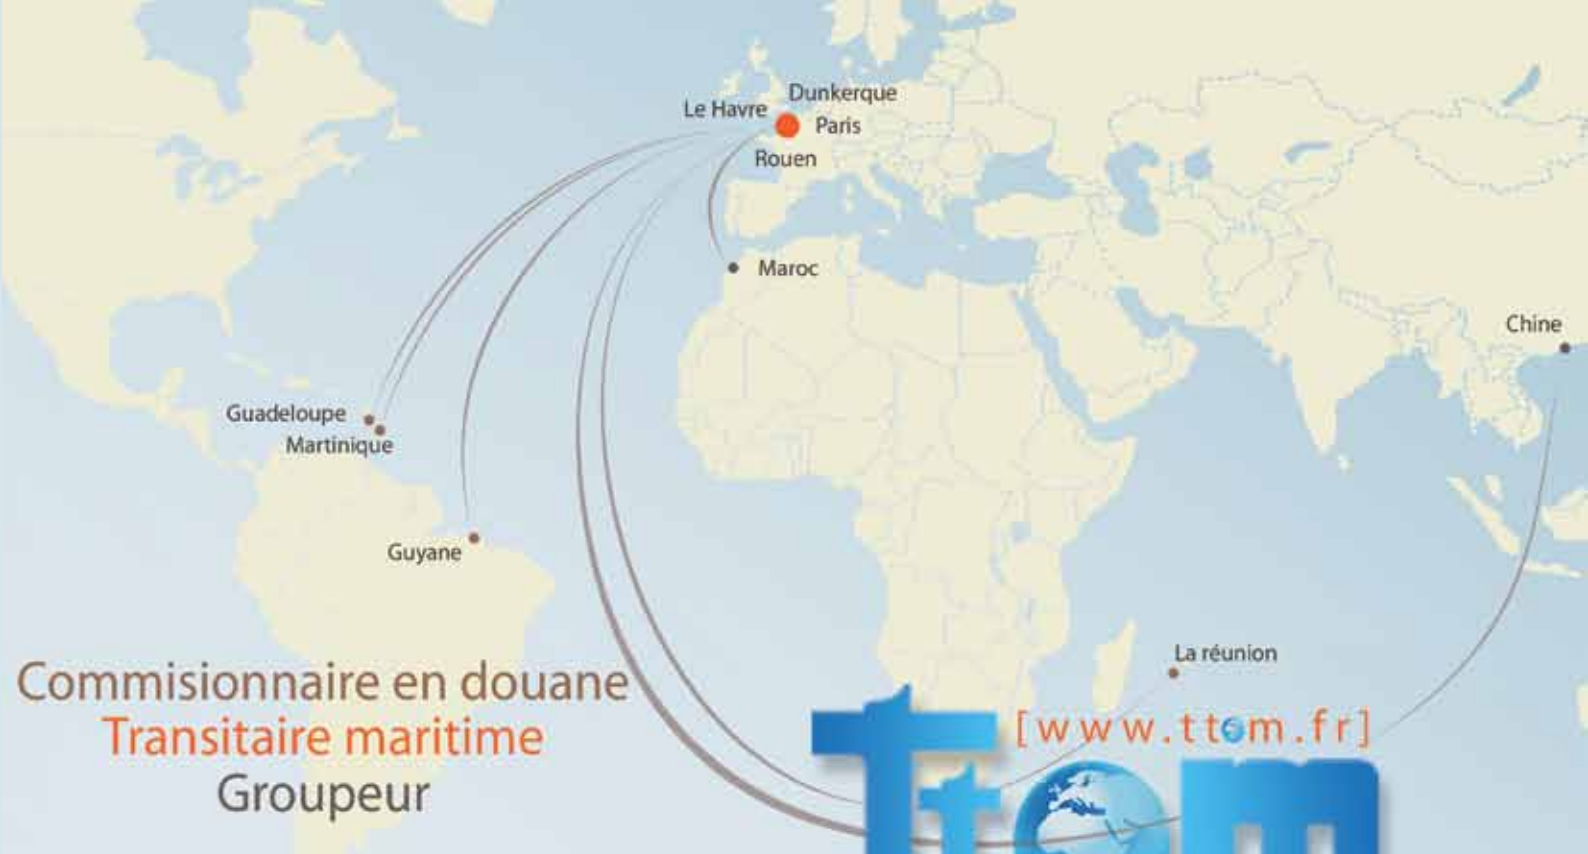 Dunkerque
Le Havre
Paris
Rouen
Maroc
Chine
Guadeloupe
Martinique
Guyane
La réunion
Commisionnaire en douane
Transitaire maritime
Groupeur
[www.ttom.fr]
Ttom